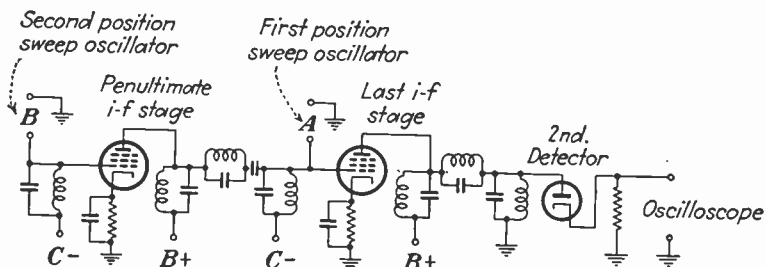 Second position
sweep oscillator
First position
sweep oscillator
Penultimate
i-f stage
Last i-f
stage
B
A
2nd.
Detector
Oscilloscope
C-
B+
C-
B+